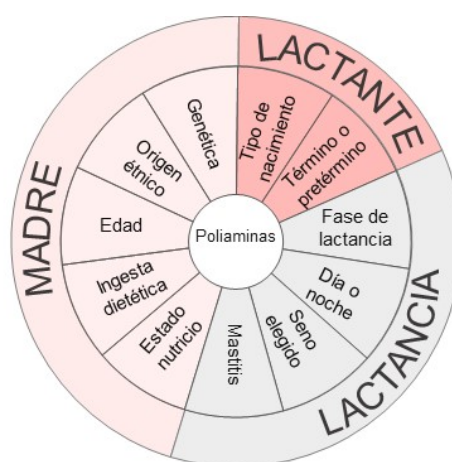 LACTANTE
Tipo de
nacimiento
Término o
pretérmino
LACTANCIA
Fase de
lactancia
Día o
noche
Seno
elegido
Mastitis
MADRE
Estado
nutricio
Ingesta
dietética
Edad
Origen
étnico
Genética
Poliaminas